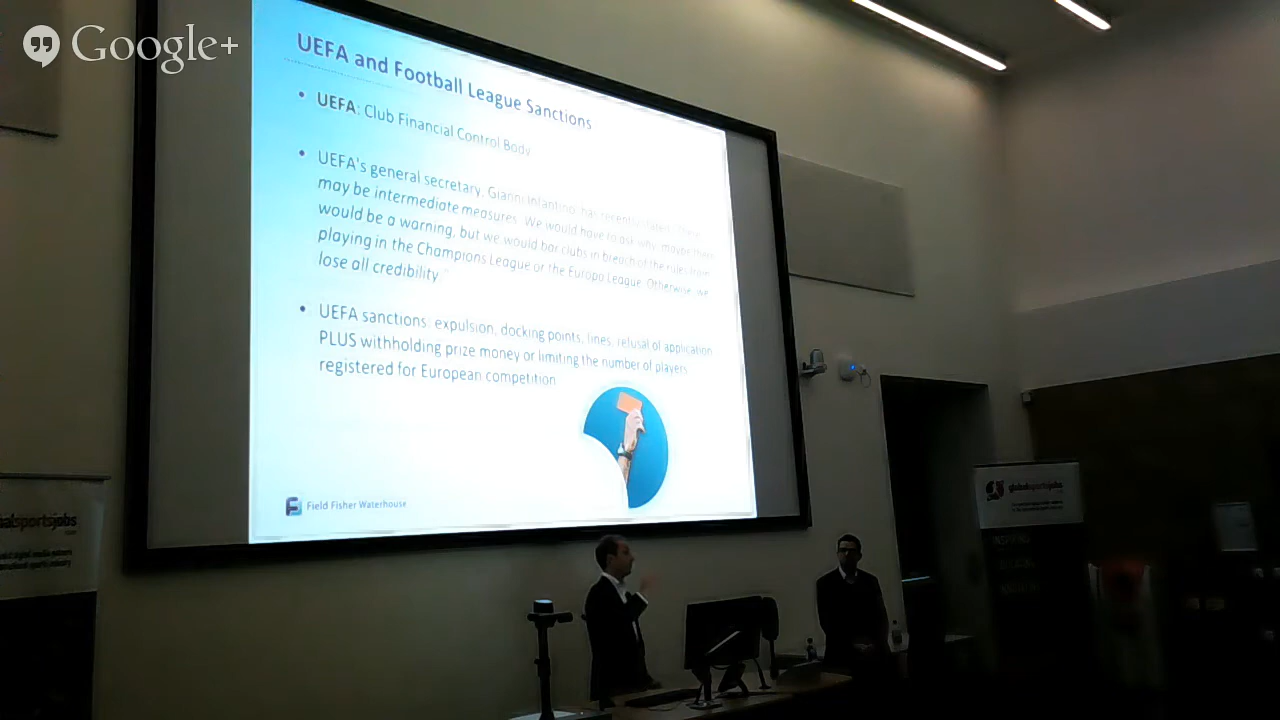 Google+
UEFA and Football League Sanctions
• UEFA: Club Financial Control Body
• UEFA's general secretary, Gianni Infantino, has recently stated: "There
may be intermediate measures. We would have to ask why, maybe there
would be a warning, but we would bar clubs in breach of the rules from
playing in the Champions League or the Europa League. Otherwise, we
lose all credibility."
• UEFA sanctions: expulsion, docking points, fines, refusal of application
PLUS withholding prize money or limiting the number of players
registered for European competition
Field Fisher Waterhouse
balsportsjobs
globalsportsjobs
INSPIRING